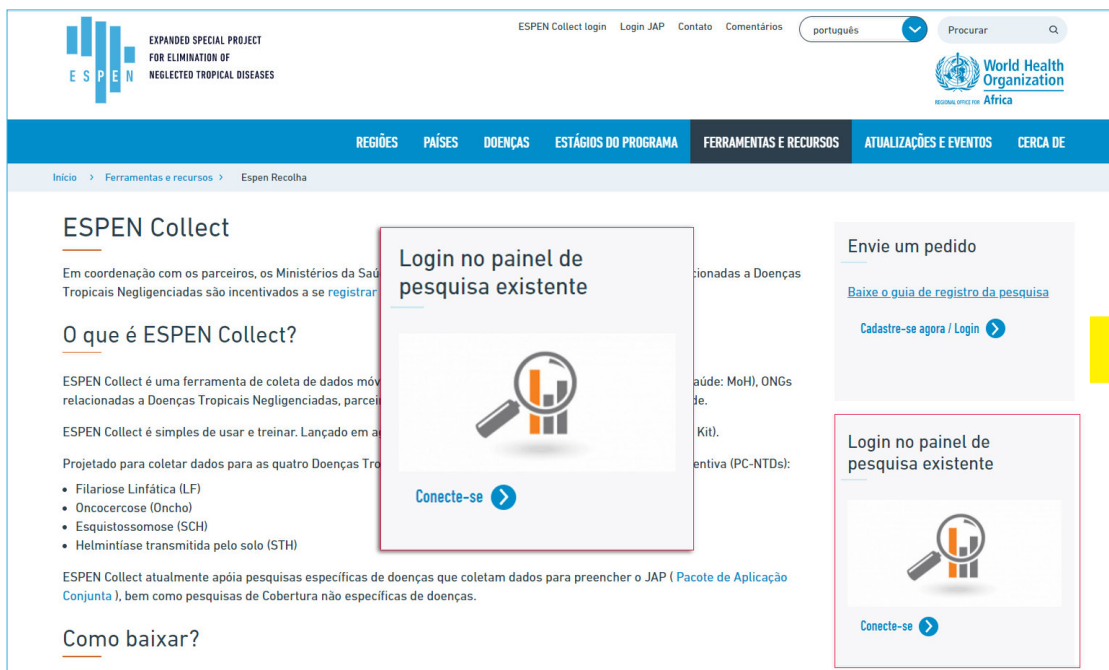 EXPANDED SPECIAL PROJECT
FOR ELIMINATION OF
NEGLECTED TROPICAL DISEASES
E S P E N
ESPEN Collect login Login JAP Contato Comentários português Procurar
World Health
Organization
REGIONAL OFFICE FOR Africa
REGIÕES PAÍSES DOENÇAS ESTÁGIOS DO PROGRAMA FERRAMENTAS E RECURSOS ATUALIZAÇÕES E EVENTOS CERCA DE
Início > Ferramentas e recursos > Espen Recolha
ESPEN Collect
Em coordenação com os parceiros, os Ministérios da Saú cionadas a Doenças
Tropicais Negligenciadas são incentivados a se registrar
O que é ESPEN Collect?
ESPEN Collect é uma ferramenta de coleta de dados móv aúde: MoH), ONGs
relacionadas a Doenças Tropicais Negligenciadas, parcei de.
ESPEN Collect é simples de usar e treinar. Lançado em a Kit).
Projetado para coletar dados para as quatro Doenças Tro entiva (PC-NTDs):
• Filariose Linfática (LF)
• Oncocercose (Oncho)
• Esquistossomose (SCH)
• Helmintíase transmitida pelo solo (STH)
ESPEN Collect atualmente apóia pesquisas específicas de doenças que coletam dados para preencher o JAP ( Pacote de Aplicação
Conjunta ), bem como pesquisas de Cobertura não específicas de doenças.
Como baixar?
Login no painel de
pesquisa existente
Conecte-se
Envie um pedido
Baixe o guia de registro da pesquisa
Cadastre-se agora / Login
Login no painel de
pesquisa existente
Conecte-se